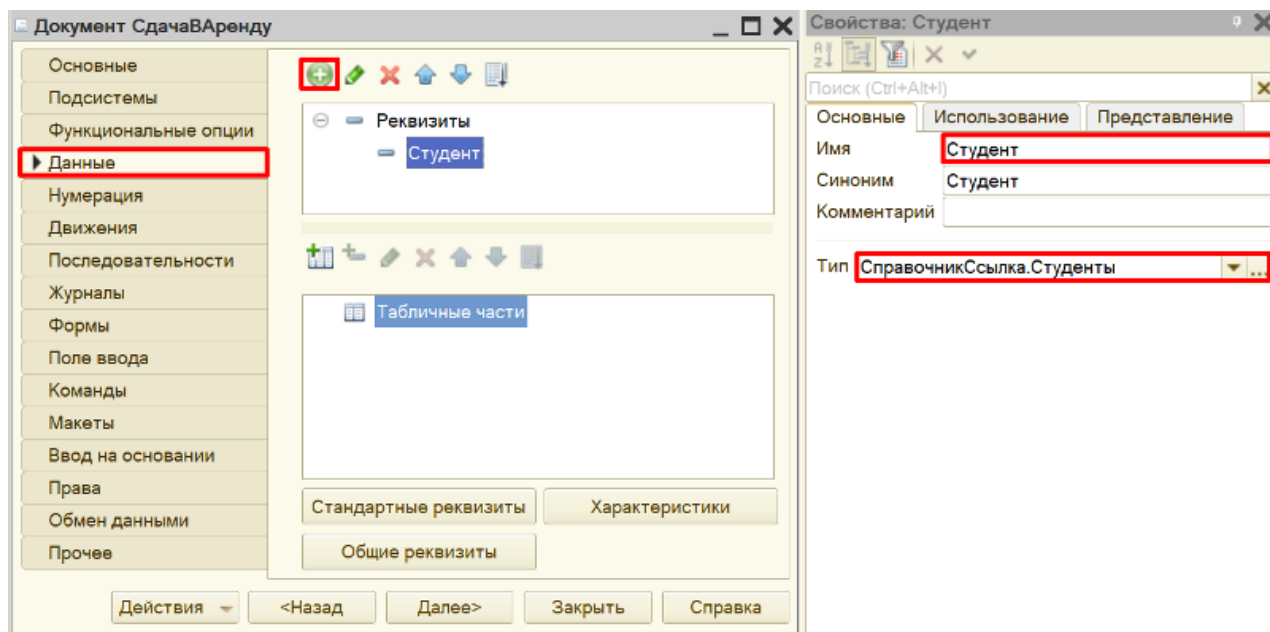 Документ СдачаВАренду
Основные
Подсистемы
Функциональные опции
Данные
Нумерация
Движения
Последовательности
Журналы
Формы
Поле ввода
Команды
Макеты
Ввод на основании
Права
Обмен данными
Прочее
Реквизиты
Студент
Табличные части
Стандартные реквизиты
Характеристики
Общие реквизиты
Действия
<Назад
Далее>
Закрыть
Справка
Свойства: Студент
Поиск (Ctrl+Alt+I)
Основные
Использование
Представление
Имя
Студент
Синоним
Студент
Комментарий
Тип
СправочникСсылка.Студенты
...